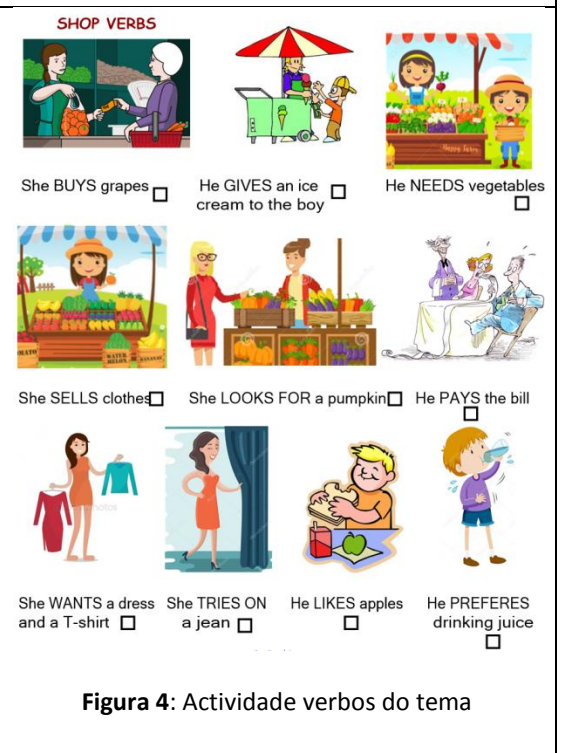 SHOP VERBS
She BUYS grapes
He GIVES an ice
cream to the boy
He NEEDS vegetables
She SELLS clothes
She LOOKS FOR a pumpkin
He PAYS the bill
She WANTS a dress
and a T-shirt
She TRIES ON
a jean
He LIKES apples
He PREFERES
drinking juice
Figura 4: Actividade verbos do tema